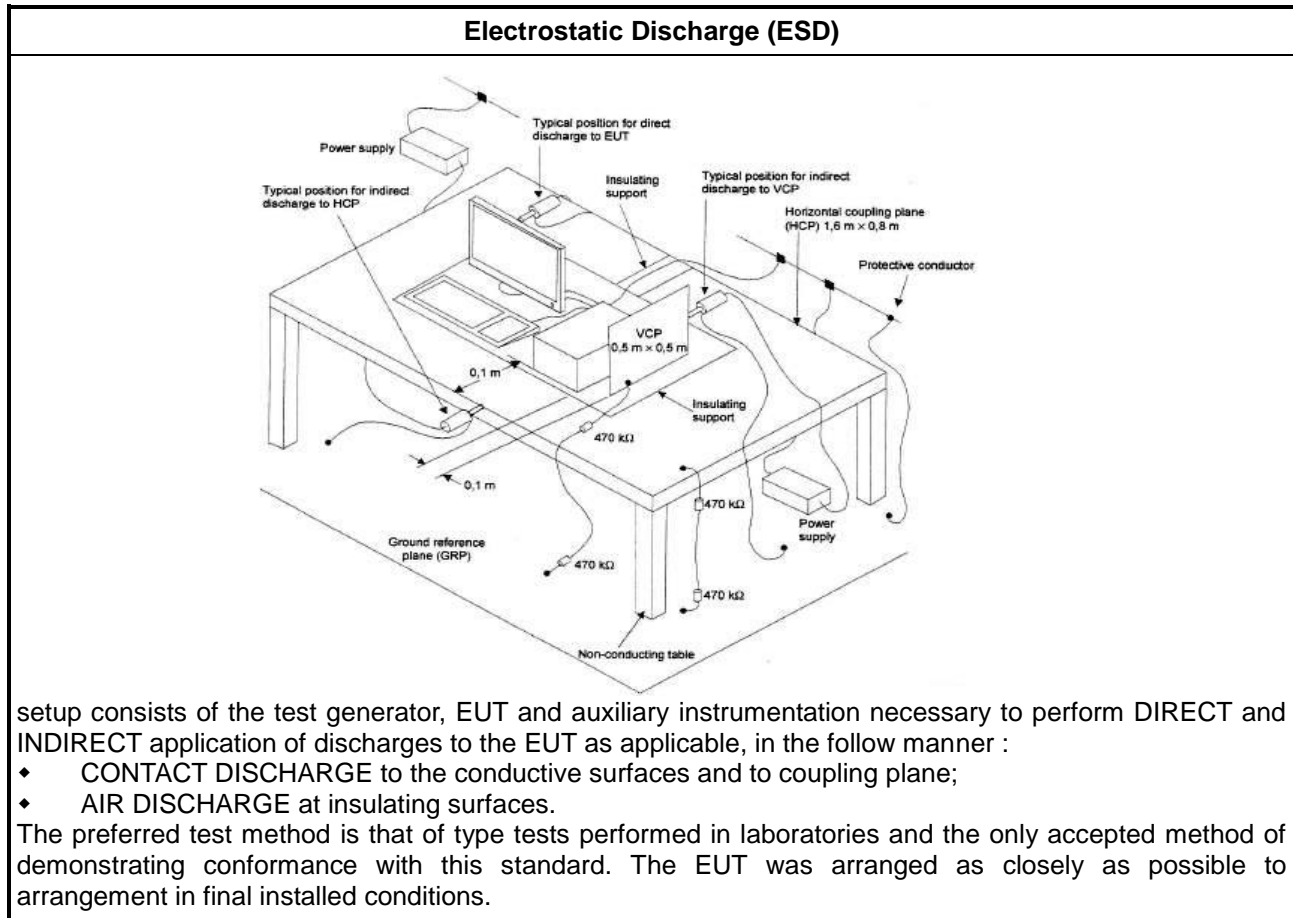 Electrostatic Discharge (ESD)
Typical position for direct
discharge to EUT
Power supply
Insulating
support
Typical position for indirect
discharge to VCP
Typical position for indirect
discharge to HCP
Horizontal coupling plane
(HCP) 1,6 m × 0,8 m
Protective conductor
VCP
0,5 m × 0,5 m
0,1 m
Insulating
support
470 kΩ
0,1 m
470 kΩ
Power
supply
Ground reference
plane (GRP)
470 kΩ
470 kΩ
Non-conducting table
setup consists of the test generator, EUT and auxiliary instrumentation necessary to perform DIRECT and
INDIRECT application of discharges to the EUT as applicable, in the follow manner :
◆ CONTACT DISCHARGE to the conductive surfaces and to coupling plane;
◆ AIR DISCHARGE at insulating surfaces.
The preferred test method is that of type tests performed in laboratories and the only accepted method of
demonstrating conformance with this standard. The EUT was arranged as closely as possible to
arrangement in final installed conditions.